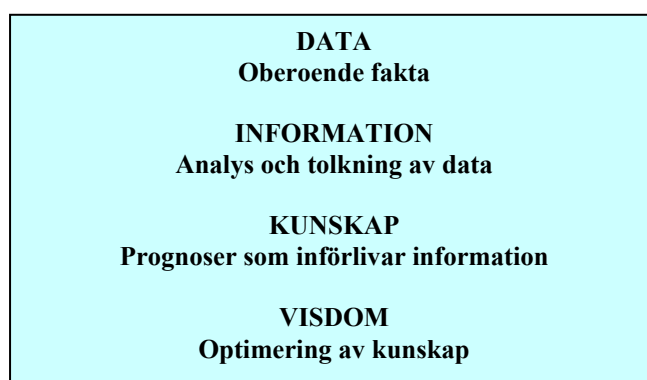 DATA
Oberoende fakta
INFORMATION
Analys och tolkning av data
KUNSKAP
Prognoser som införlivar information
VISDOM
Optimering av kunskap